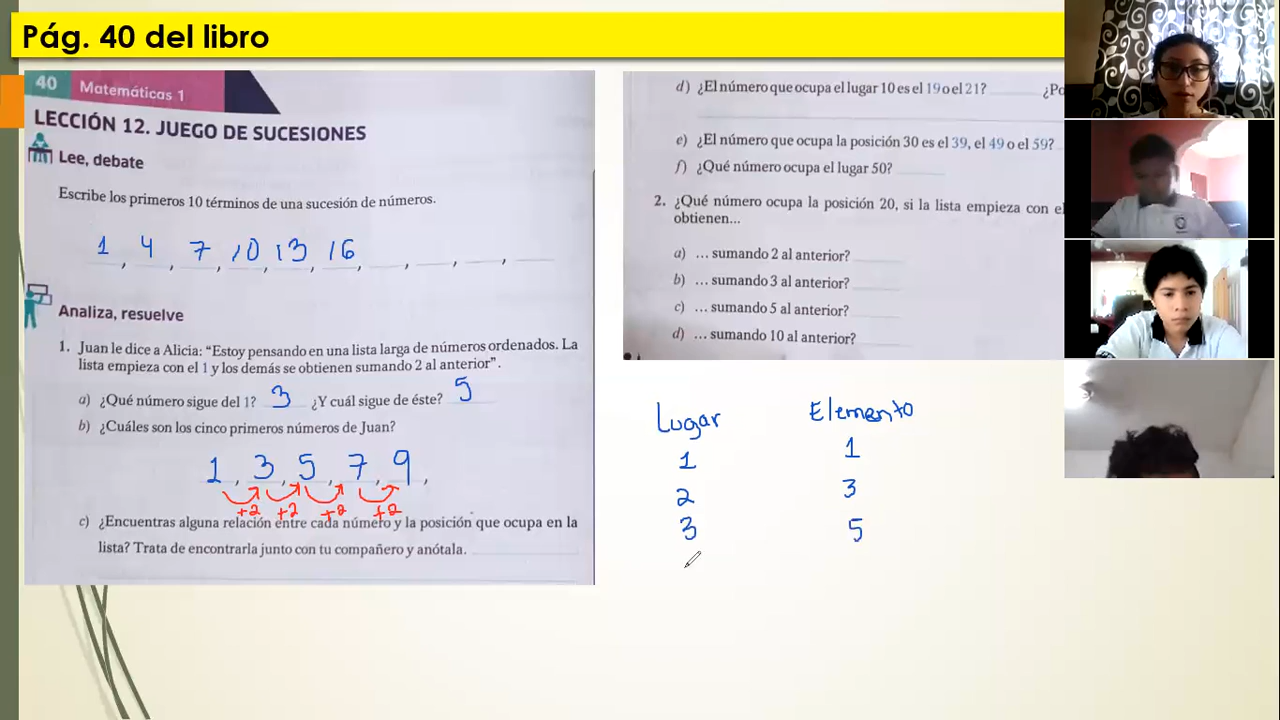 Pág. 40 del libro
40 Matemáticas 1
LECCIÓN 12. JUEGO DE SUCESIONES
Lee, debate
Escribe los primeros 10 términos de una sucesión de números.
1, 4, 7, 10, 13, 16, , , ,
Analiza, resuelve
1. Juan le dice a Alicia: “Estoy pensando en una lista larga de números ordenados. La
lista empieza con el 1 y los demás se obtienen sumando 2 al anterior”.
a) ¿Qué número sigue del 1? 3 ¿Y cuál sigue de éste? 5
b) ¿Cuáles son los cinco primeros números de Juan?
1, 3, 5, 7, 9,
+2 +2 +2 +2
c) ¿Encuentras alguna relación entre cada número y la posición que ocupa en la
lista? Trata de encontrarla junto con tu compañero y anótala.
d) ¿El número que ocupa el lugar 10 es el 19 o el 21? ¿Po
e) ¿El número que ocupa la posición 30 es el 39, el 49 o el 59?
f) ¿Qué número ocupa el lugar 50?
2. ¿Qué número ocupa la posición 20, si la lista empieza con el
obtienen...
a) ... sumando 2 al anterior?
b) ... sumando 3 al anterior?
c) ... sumando 5 al anterior?
d) ... sumando 10 al anterior?
Lugar Elemento
1 1
2 3
3 5